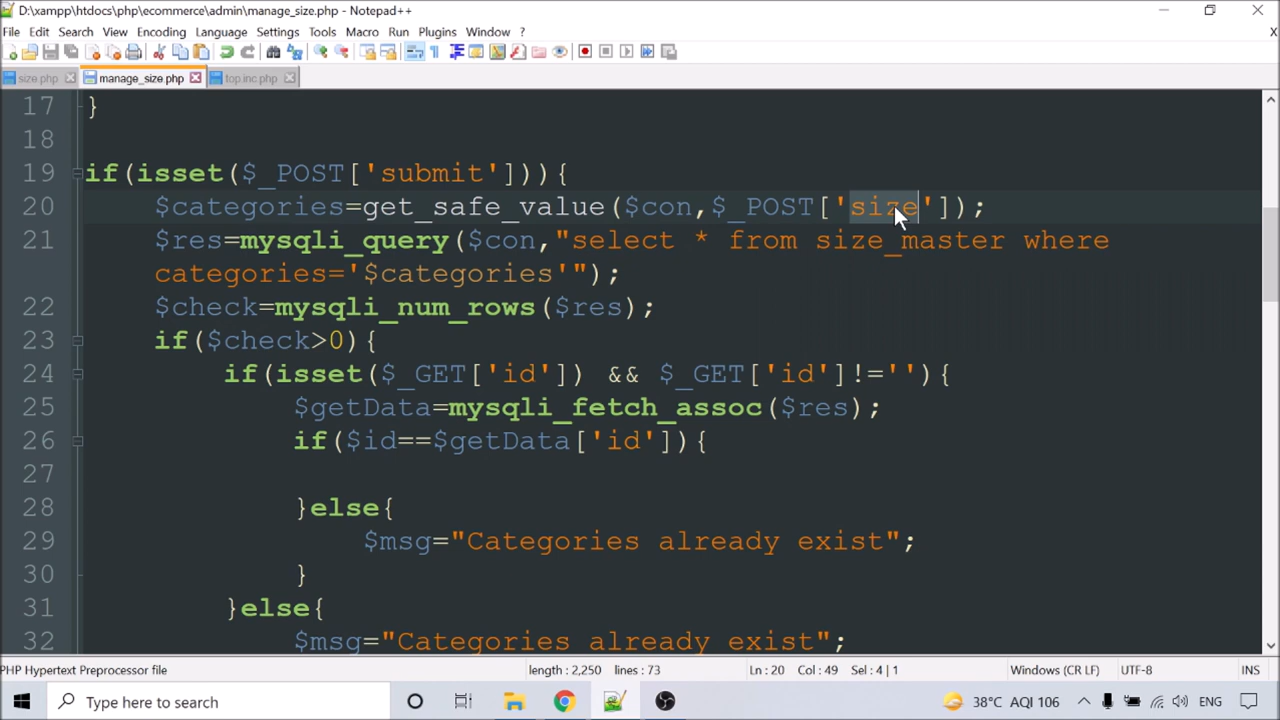 D:\xampp\htdocs\php\ecommerce\admin\manage_size.php - Notepad++
File Edit Search View Encoding Language Settings Tools Macro Run Plugins Window ? X
size.php manage_size.php top.inc.php
17 }
18
19 if(isset($_POST['submit'])){
20 $categories=get_safe_value($con,$_POST['size']);
21 $res=mysqli_query($con,"select * from size_master where
categories='$categories'");
22 $check=mysqli_num_rows($res);
23 if($check>0){
24 if(isset($_GET['id']) && $_GET['id']!=''){
25 $getData=mysqli_fetch_assoc($res);
26 if($id==$getData['id']){
27
28 }else{
29 $msg="Categories already exist";
30 }
31 }else{
32 $msg="Categories already exist";
PHP Hypertext Preprocessor file length : 2,250 lines : 73 Ln : 20 Col : 49 Sel : 4 | 1 Windows (CR LF) UTF-8 INS
Type here to search 38°C AQI 106 ENG